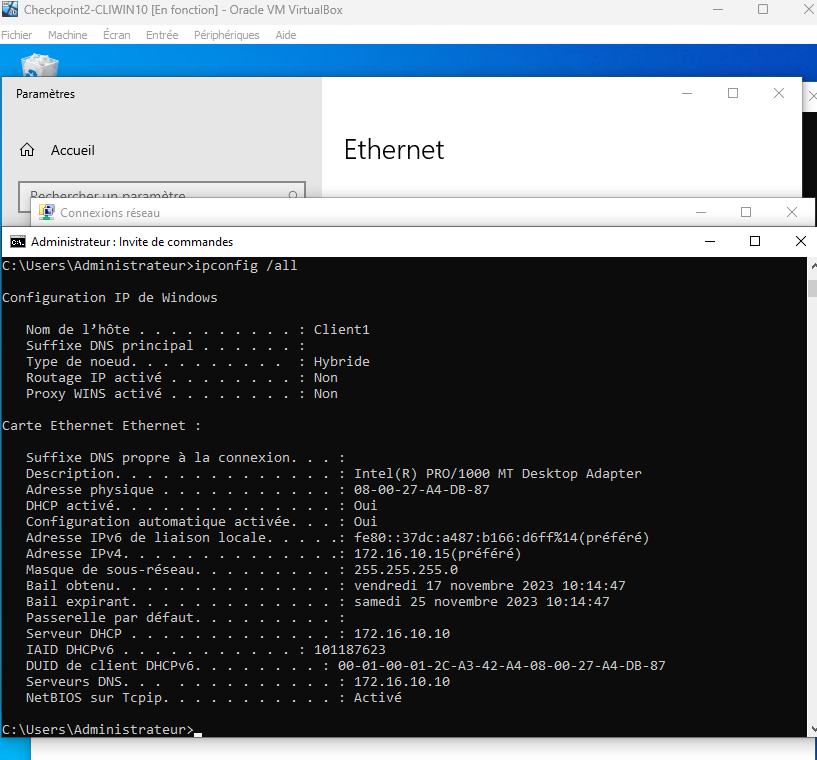 Checkpoint2-CLIWIN10 [En fonction] - Oracle VM VirtualBox
Fichier Machine Écran Entrée Périphériques Aide
Paramètres
Accueil
Ethernet
Rechercher un paramètre
Connexions réseau
Administrateur : Invite de commandes
C:\Users\Administrateur>ipconfig /all
Configuration IP de Windows
Nom de l’hôte . . . . . . . . . . : Client1
Suffixe DNS principal . . . . . . :
Type de noeud. . . . . . . . . .  : Hybride
Routage IP activé . . . . . . . . : Non
Proxy WINS activé . . . . . . . . : Non
Carte Ethernet Ethernet :
Suffixe DNS propre à la connexion. . . :
Description. . . . . . . . . . . . . . : Intel(R) PRO/1000 MT Desktop Adapter
Adresse physique . . . . . . . . . . . : 08-00-27-A4-DB-87
DHCP activé. . . . . . . . . . . . . . : Oui
Configuration automatique activée. . . : Oui
Adresse IPv6 de liaison locale. . . . .: fe80::37dc:a487:b166:d6ff%14(préféré)
Adresse IPv4. . . . . . . . . . . . . .: 172.16.10.15(préféré)
Masque de sous-réseau. . . . . . . . . : 255.255.255.0
Bail obtenu. . . . . . . . . . . . . . : vendredi 17 novembre 2023 10:14:47
Bail expirant. . . . . . . . . . . . . : samedi 25 novembre 2023 10:14:47
Passerelle par défaut. . . . . . . . . :
Serveur DHCP . . . . . . . . . . . . . : 172.16.10.10
IAID DHCPv6 . . . . . . . . . . . : 101187623
DUID de client DHCPv6. . . . . . . . : 00-01-00-01-2C-A3-42-A4-08-00-27-A4-DB-87
Serveurs DNS. . . . . . . . . . . . . : 172.16.10.10
NetBIOS sur Tcpip. . . . . . . . . . . : Activé
C:\Users\Administrateur>